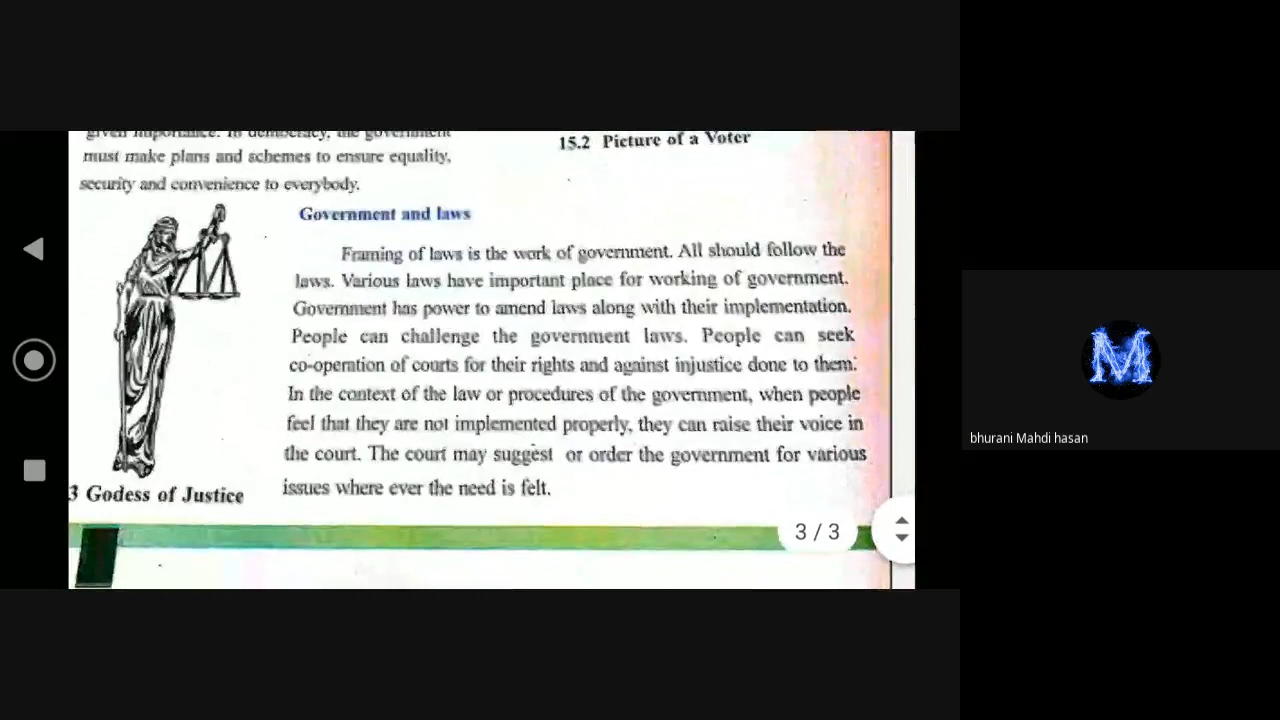 given importance. In democracy, the government
must make plans and schemes to ensure equality,
security and convenience to everybody.
15.2 Picture of a Voter
Government and laws
Framing of laws is the work of government. All should follow the
laws. Various laws have important place for working of government.
Government has power to amend laws along with their implementation.
People can challenge the government laws. People can seek
co-operation of courts for their rights and against injustice done to them.
In the context of the law or procedures of the government, when people
feel that they are not implemented properly, they can raise their voice in
the court. The court may suggest or order the government for various
issues where ever the need is felt.
3 Godess of Justice
3 / 3
M
bhurani Mahdi hasan